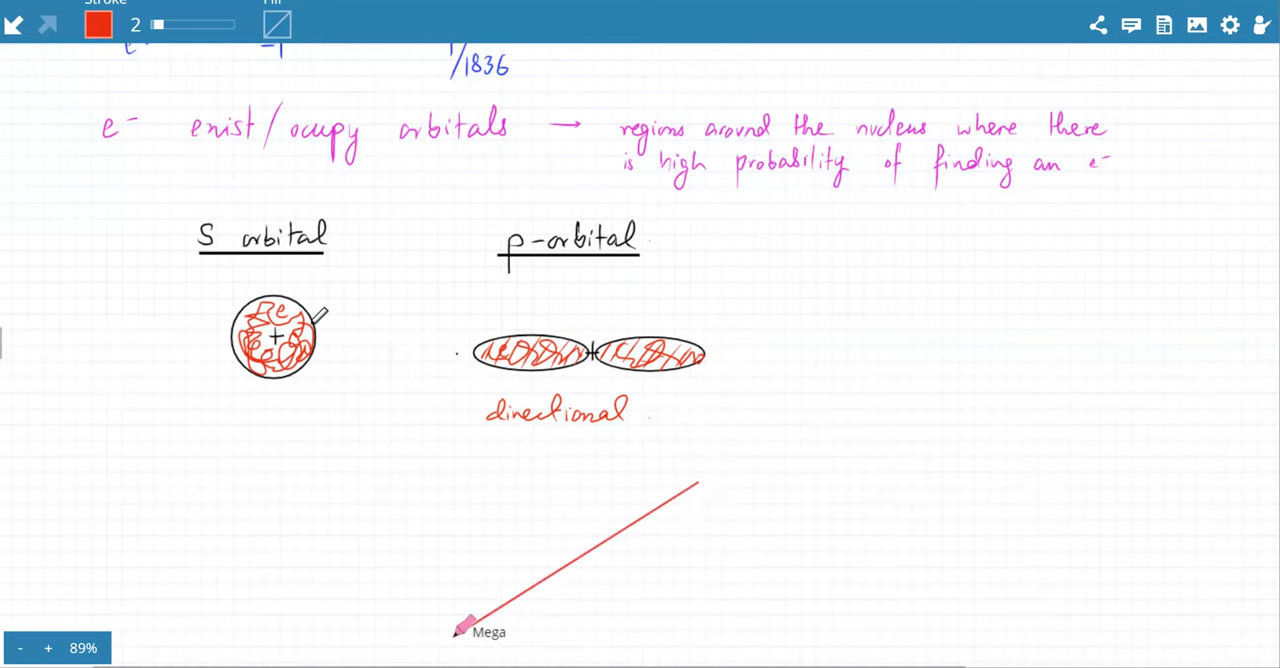 Stroke
Fill
2
e⁻ -1 1/1836
e⁻ exist/ocupy orbitals → regions around the nucleus where there
is high probability of finding an e⁻
S orbital
p-orbital
+
+
directional
Mega
- + 89%